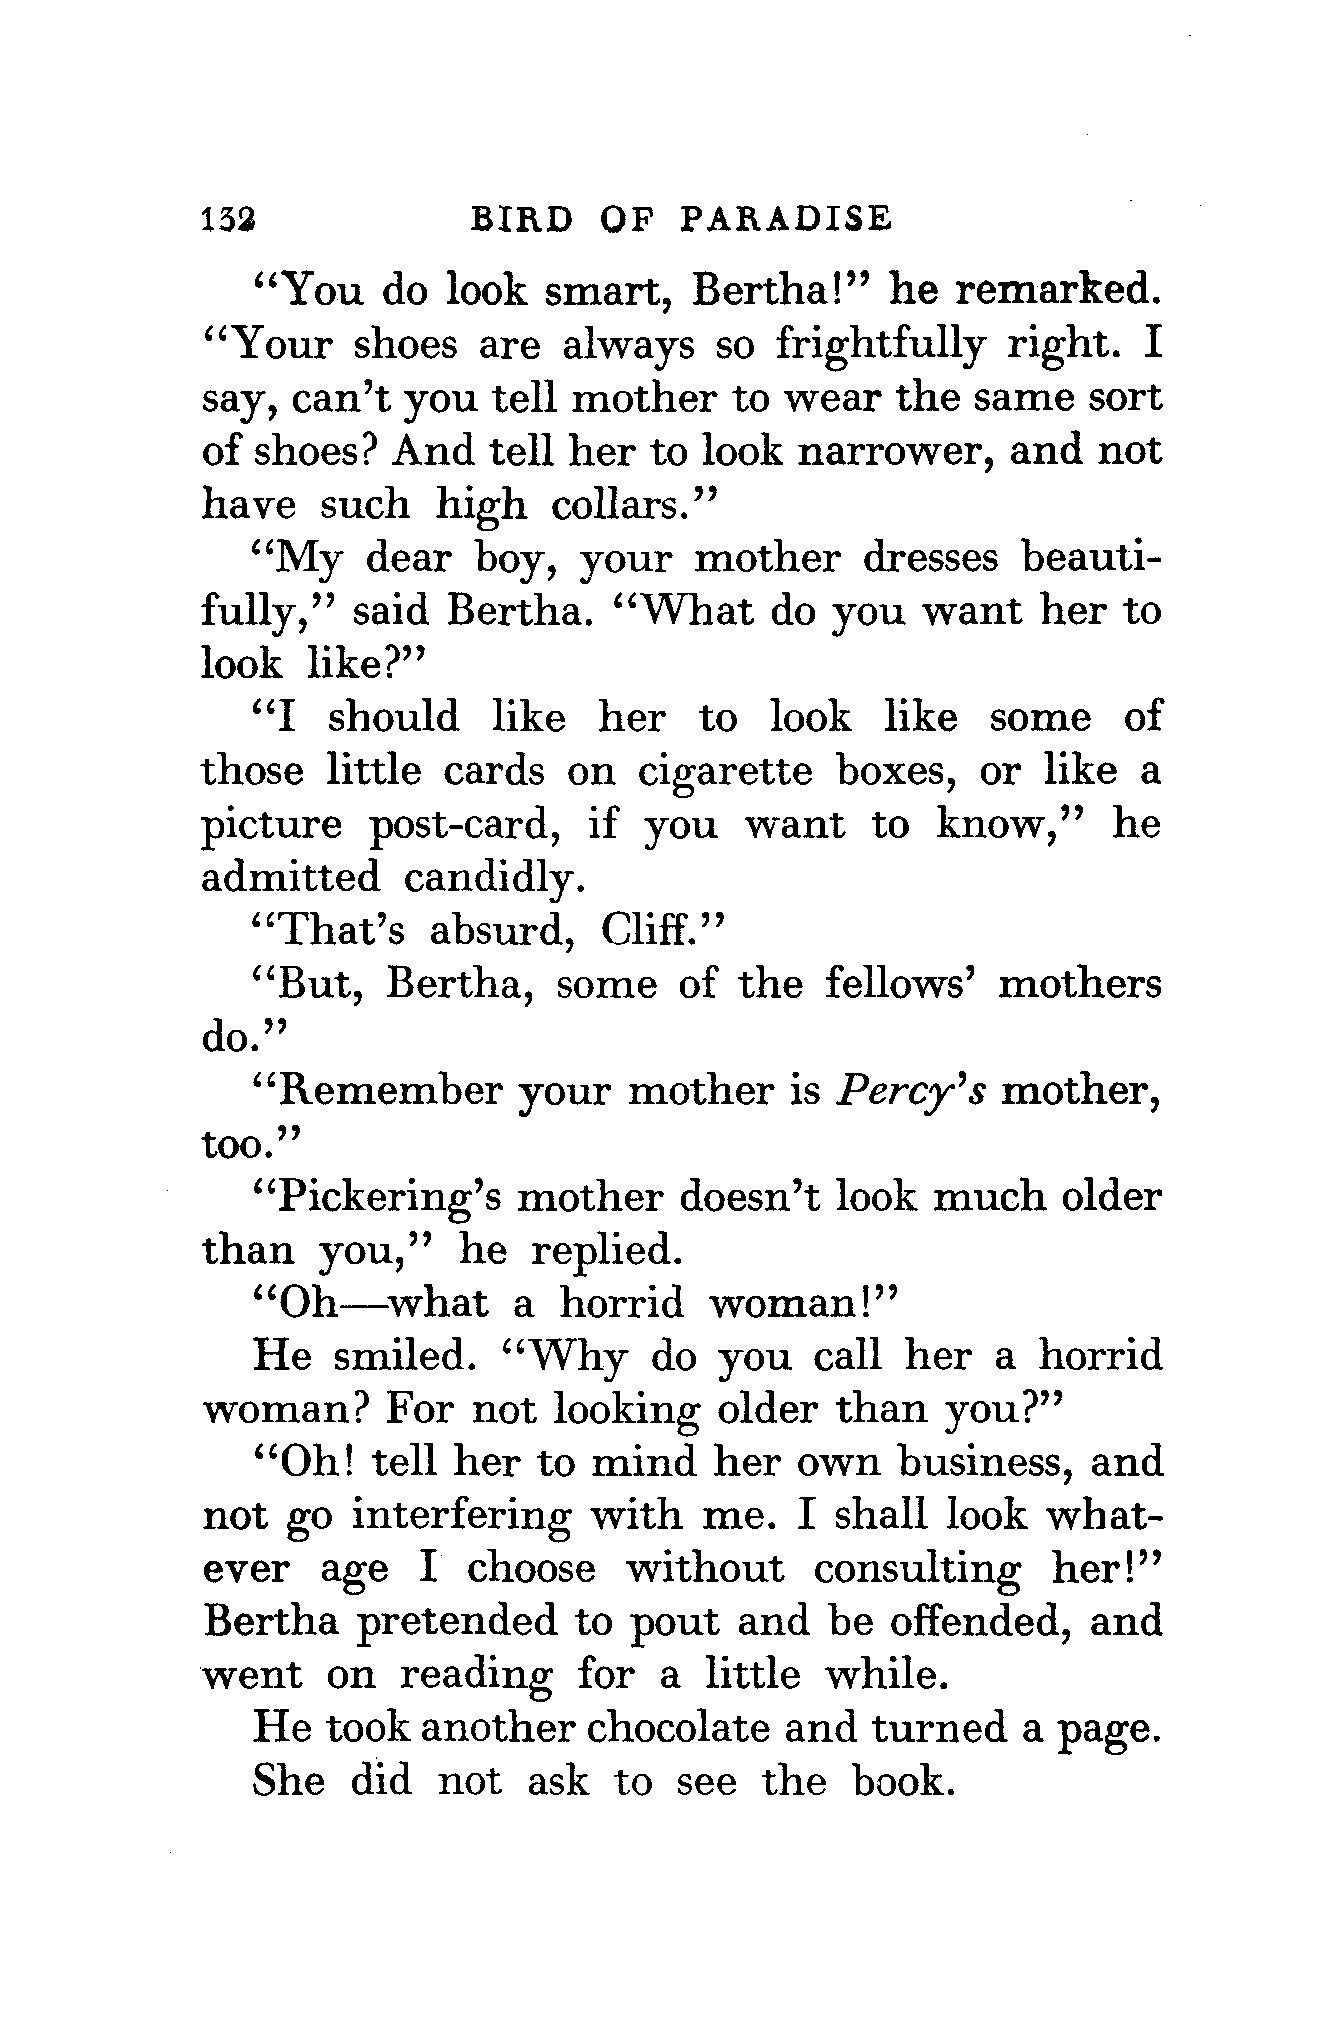 132 BIRD OF PARADISE
“You do look smart, Bertha!” he remarked.
“Your shoes are always so frightfully right. I
say, can’t you tell mother to wear the same sort
of shoes? And tell her to look narrower, and not
have such high collars.”
“My dear boy, your mother dresses beauti-
fully,” said Bertha. “What do you want her to
look like?”
“I should like her to look like some of
those little cards on cigarette boxes, or like a
picture post-card, if you want to know,” he
admitted candidly.
“That’s absurd, Cliff.”
“But, Bertha, some of the fellows’ mothers
do.”
“Remember your mother is Percy’s mother,
too.”
“Pickering’s mother doesn’t look much older
than you,” he replied.
“Oh—what a horrid woman!”
He smiled. “Why do you call her a horrid
woman? For not looking older than you?”
“Oh! tell her to mind her own business, and
not go interfering with me. I shall look what-
ever age I choose without consulting her!”
Bertha pretended to pout and be offended, and
went on reading for a little while.
He took another chocolate and turned a page.
She did not ask to see the book.